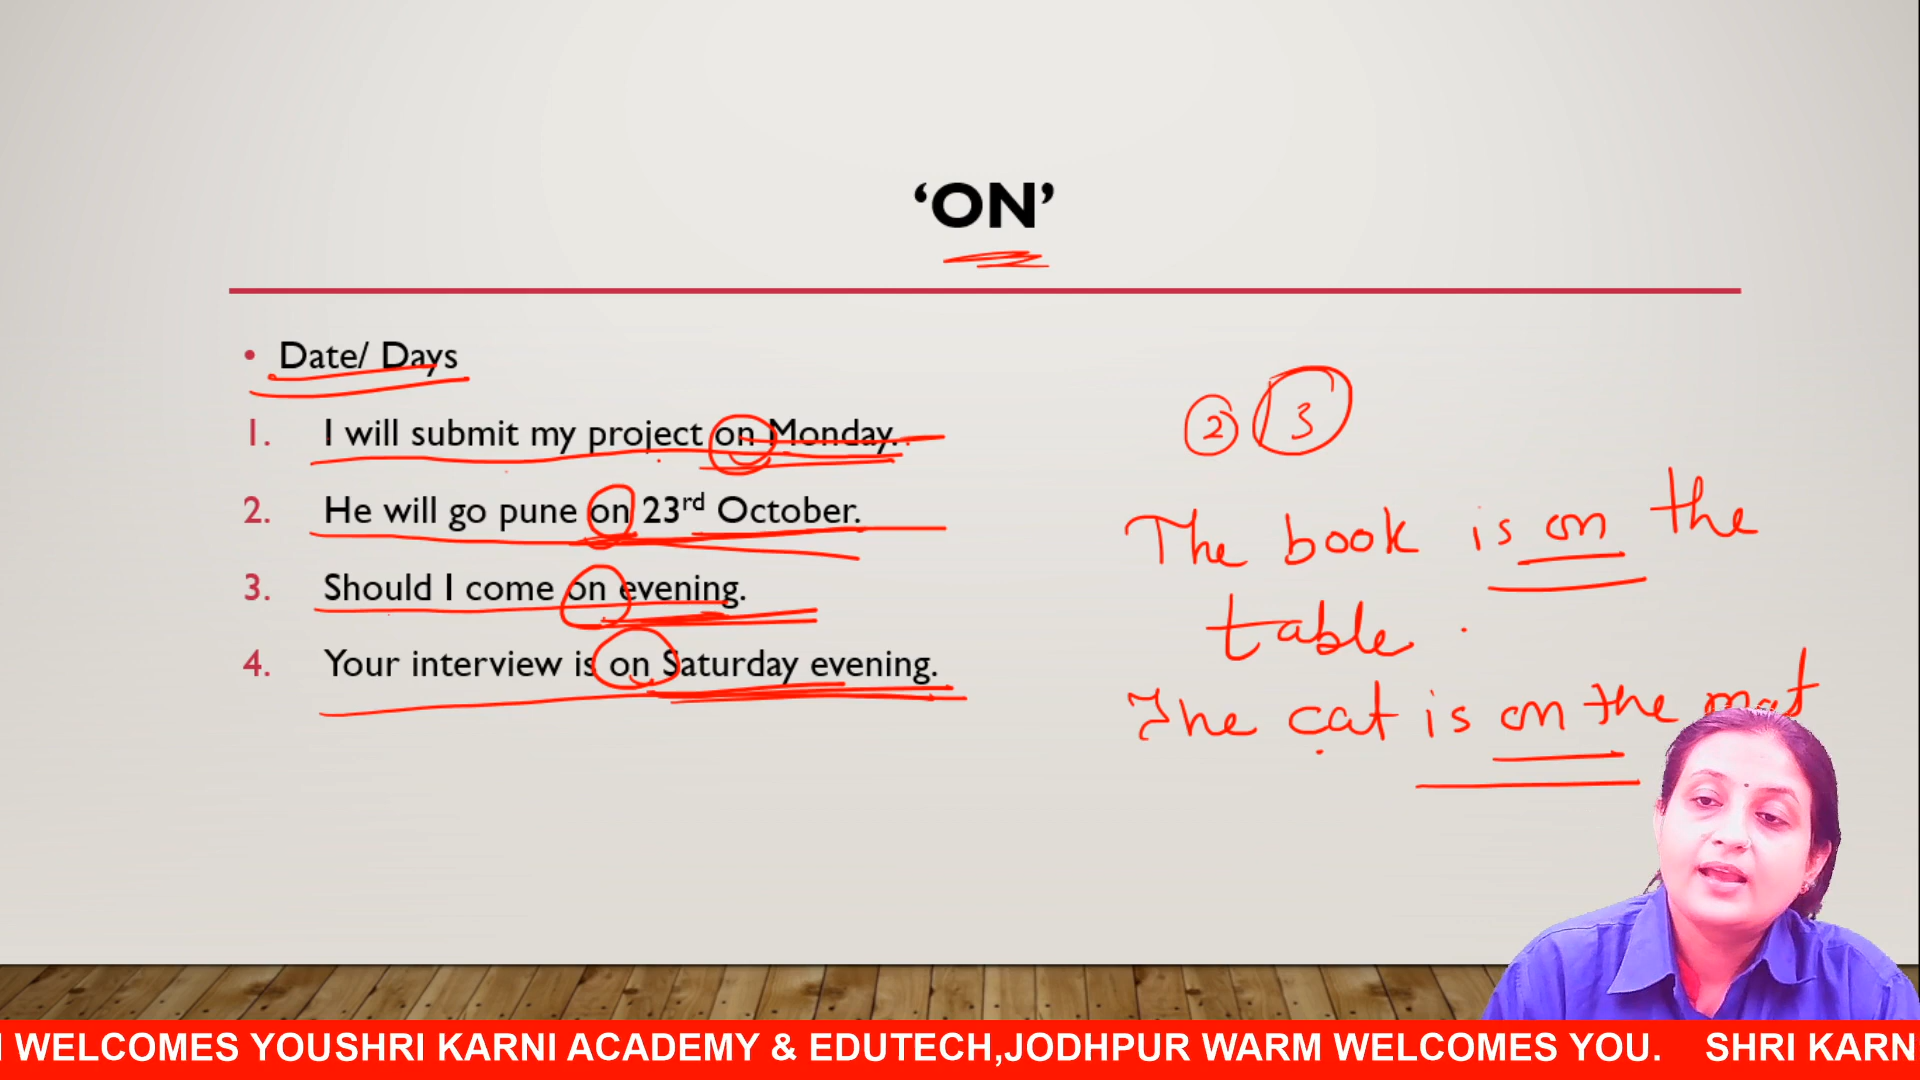 ‘ON’
• Date/ Days
1. I will submit my project on Monday.
2. He will go pune on 23rd October.
3. Should I come on evening.
4. Your interview is on Saturday evening.
2 3
The book is on the
table.
The cat is on the mat
WELCOMES YOUSHRI KARNI ACADEMY & EDUTECH,JODHPUR WARM WELCOMES YOU. SHRI KARN